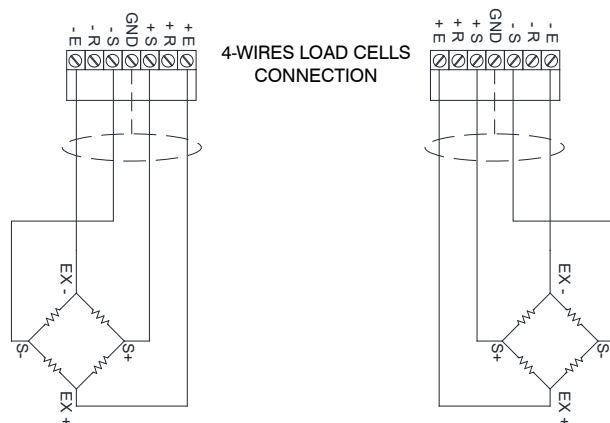 - E
- R
- S
GND
+ S
+ R
+ E
4-WIRES LOAD CELLS
CONNECTION
+ E
+ R
+ S
GND
- S
- R
- E
EX -
S-
S+
EX +
EX -
S+
S-
EX +